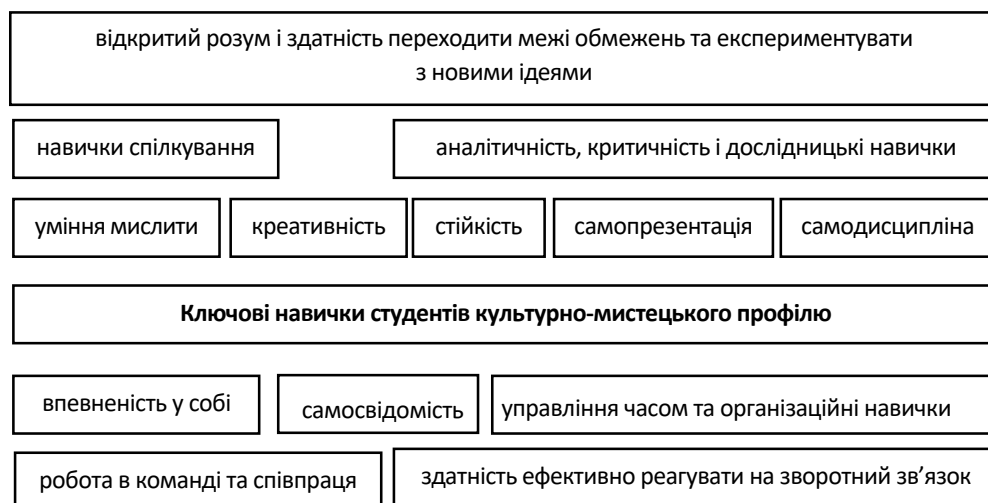 відкритий розум і здатність переходити межі обмежень та експериментувати
з новими ідеями
навички спілкування
аналітичність, критичність і дослідницькі навички
уміння мислити
креативність
стійкість
самопрезентація
самодисципліна
Ключові навички студентів культурно-мистецького профілю
впевненість у собі
самосвідомість
управління часом та організаційні навички
робота в команді та співпраця
здатність ефективно реагувати на зворотний зв’язок